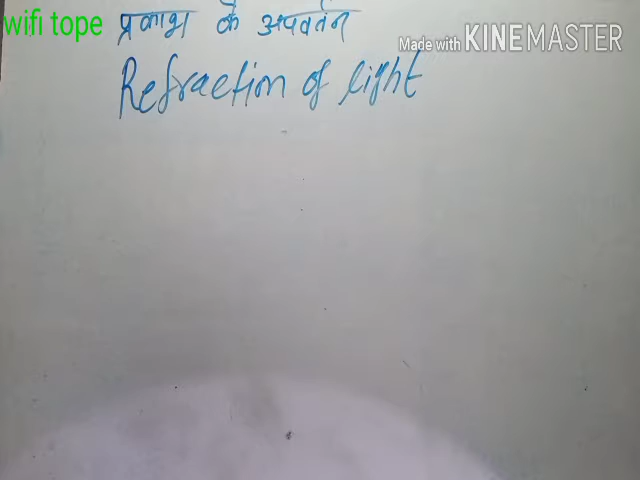 wifi tope
प्रकाश के अपवर्तन
Made with KINEMASTER
Refraction of light